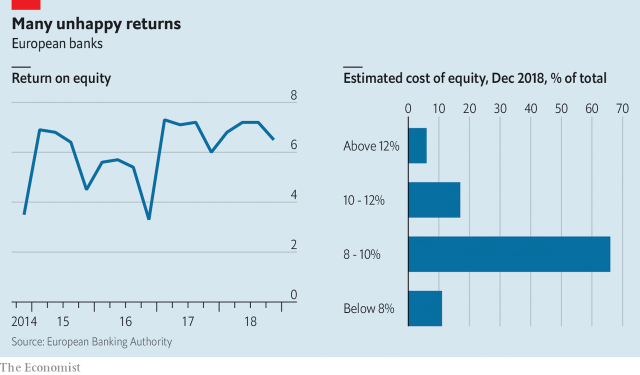 Many unhappy returns
European banks
Return on equity
8
6
4
2
0
2014 15 16 17 18
Estimated cost of equity, Dec 2018, % of total
0 10 20 30 40 50 60 70
Above 12%
10 - 12%
8 - 10%
Below 8%
Source: European Banking Authority
The Economist